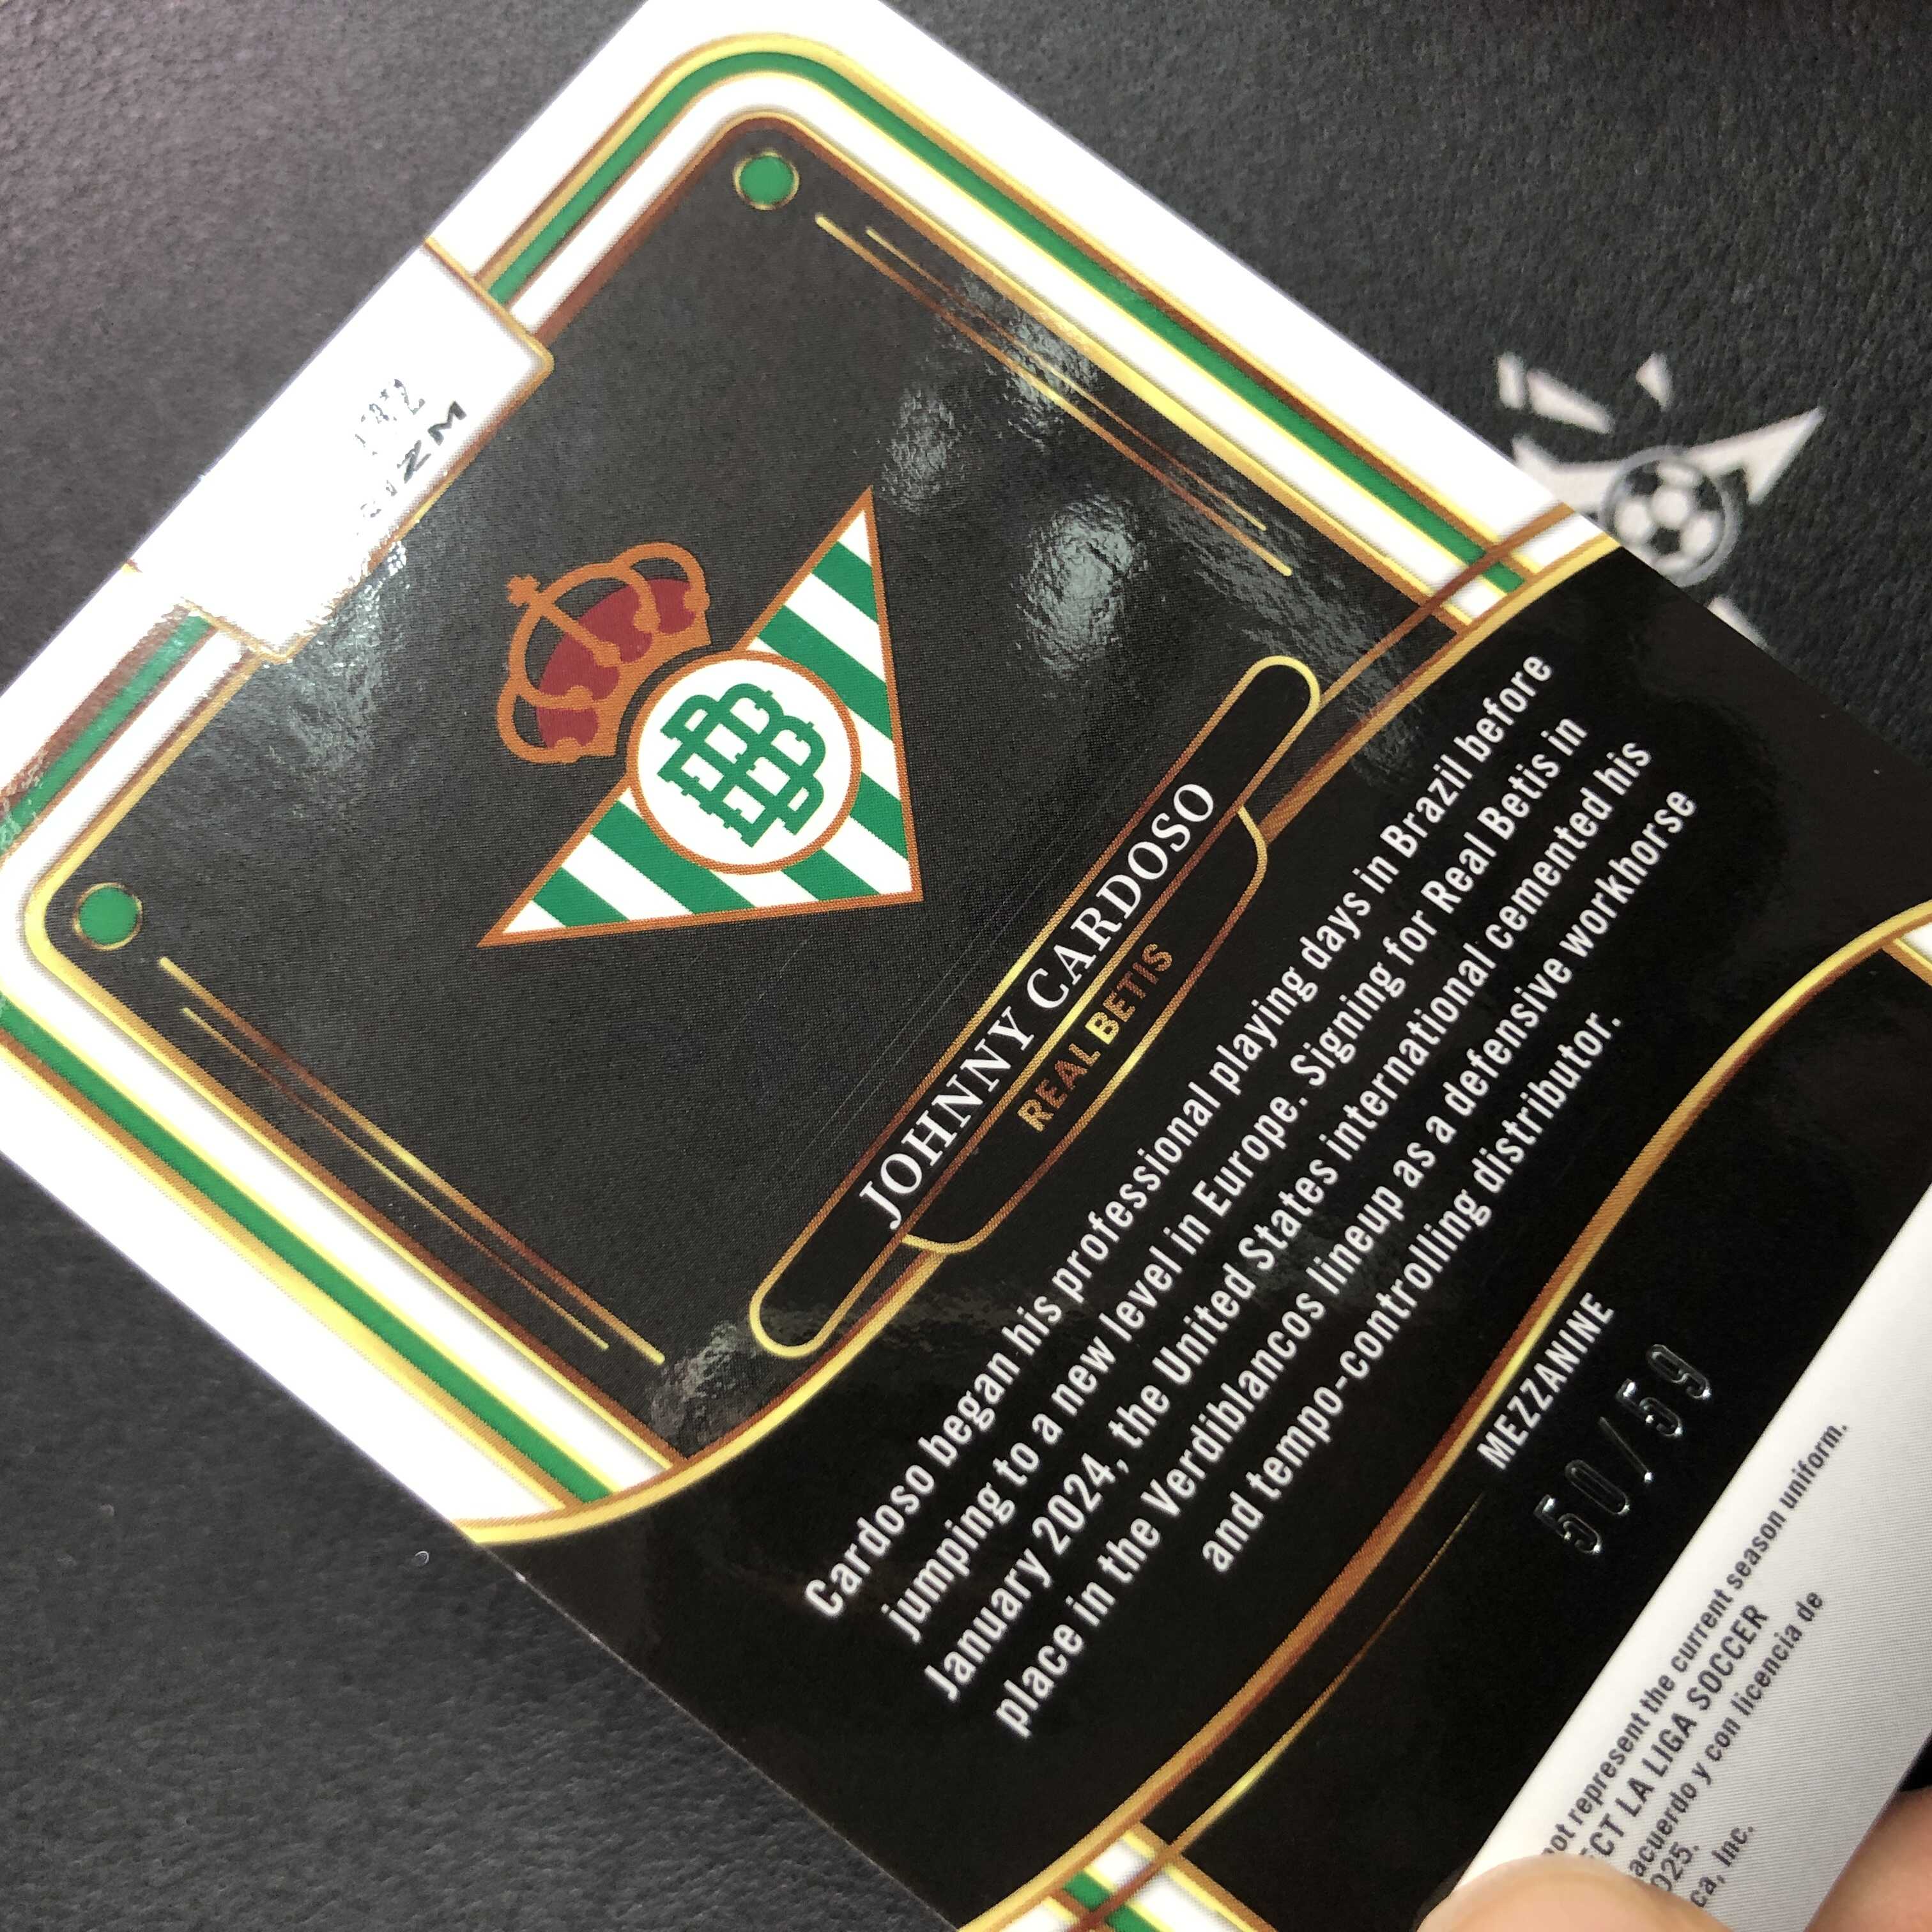 JOHNNY CARDOSO
REAL BETIS
Cardoso began his professional playing days in Brazil before
jumping to a new level in Europe. Signing for Real Betis in
January 2024, the United States international cemented his
place in the Verdiblancos lineup as a defensive workhorse
and tempo-controlling distributor.
MEZZANINE
50/59
represent the current season uniform.
LA LIGA SOCCER
acuerdo y con licencia de
Inc.